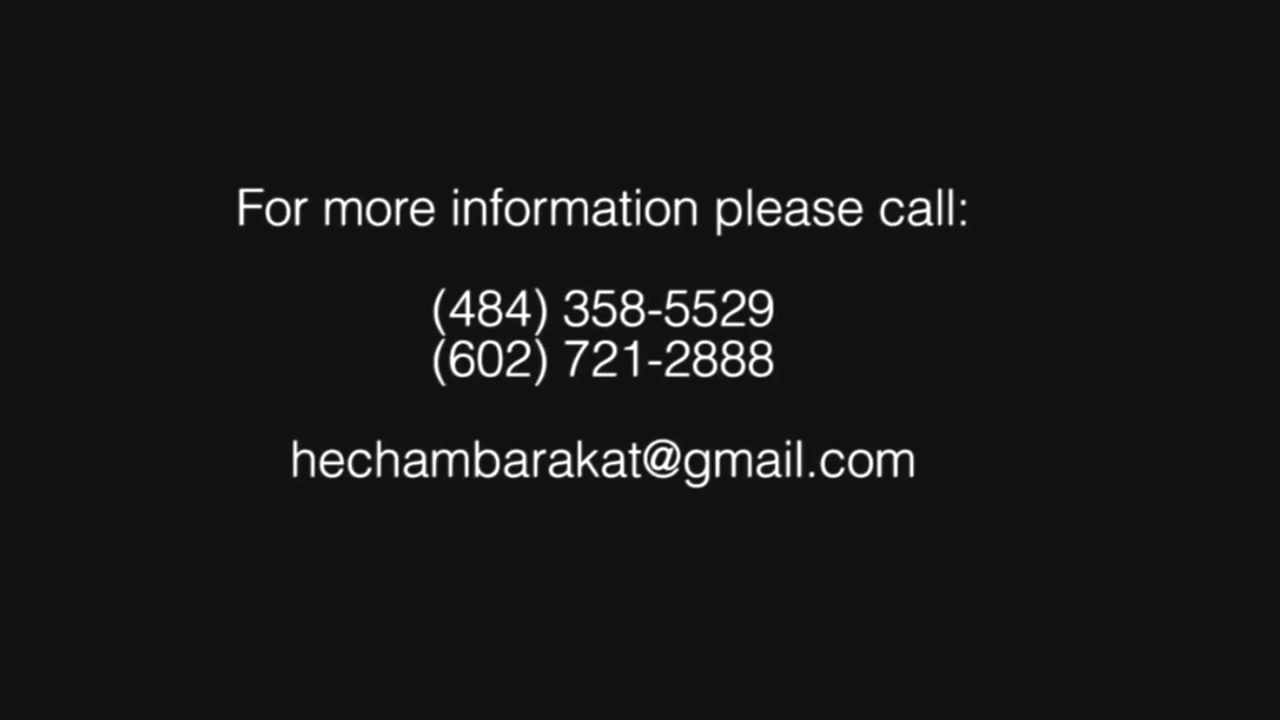 For more information please call:
(484) 358-5529
(602) 721-2888
hechambarakat@gmail.com